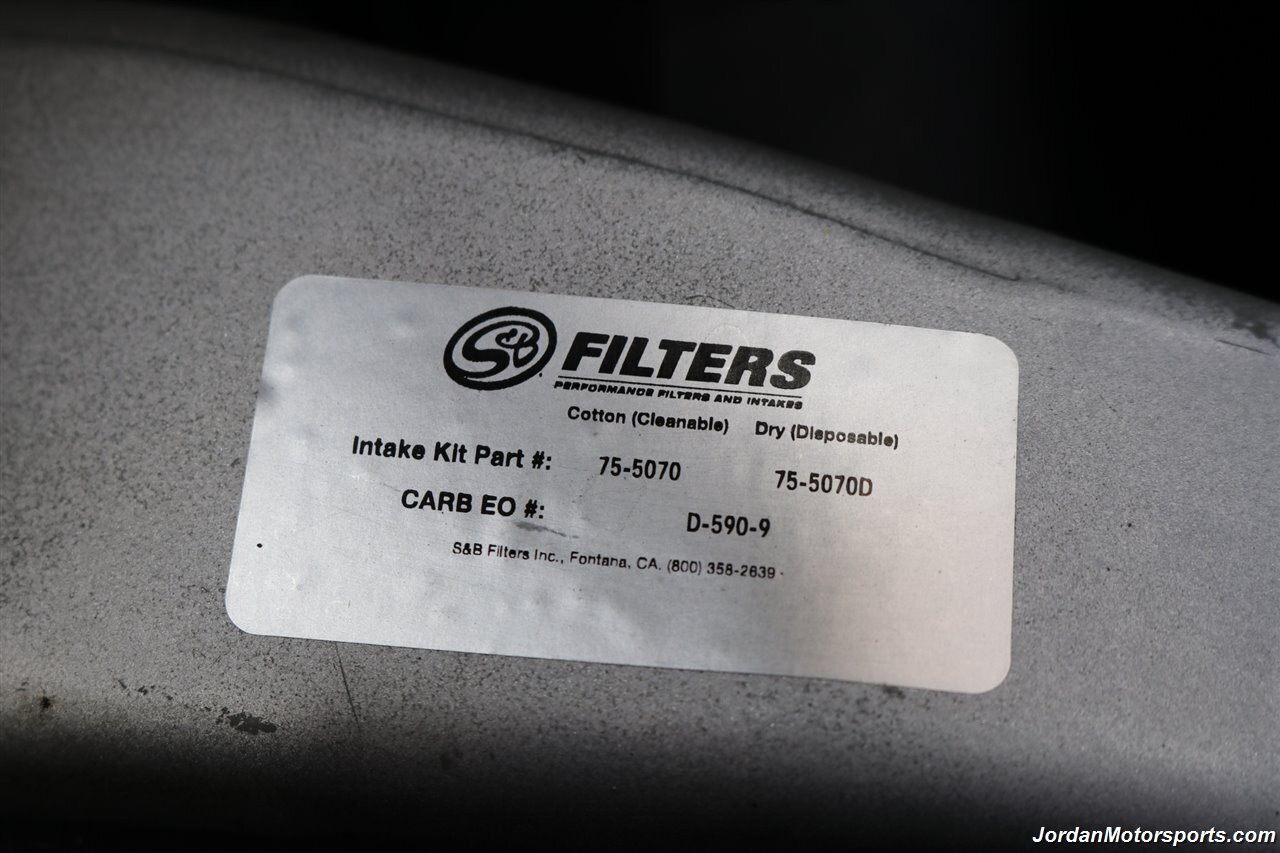 S&B FILTERS
PERFORMANCE FILTERS AND INTAKES
Cotton (Cleanable) Dry (Disposable)
Intake Kit Part #: 75-5070 75-5070D
CARB EO #: D-590-9
S&B Filters Inc., Fontana, CA. (800) 358-2639
JordanMotorsports.com